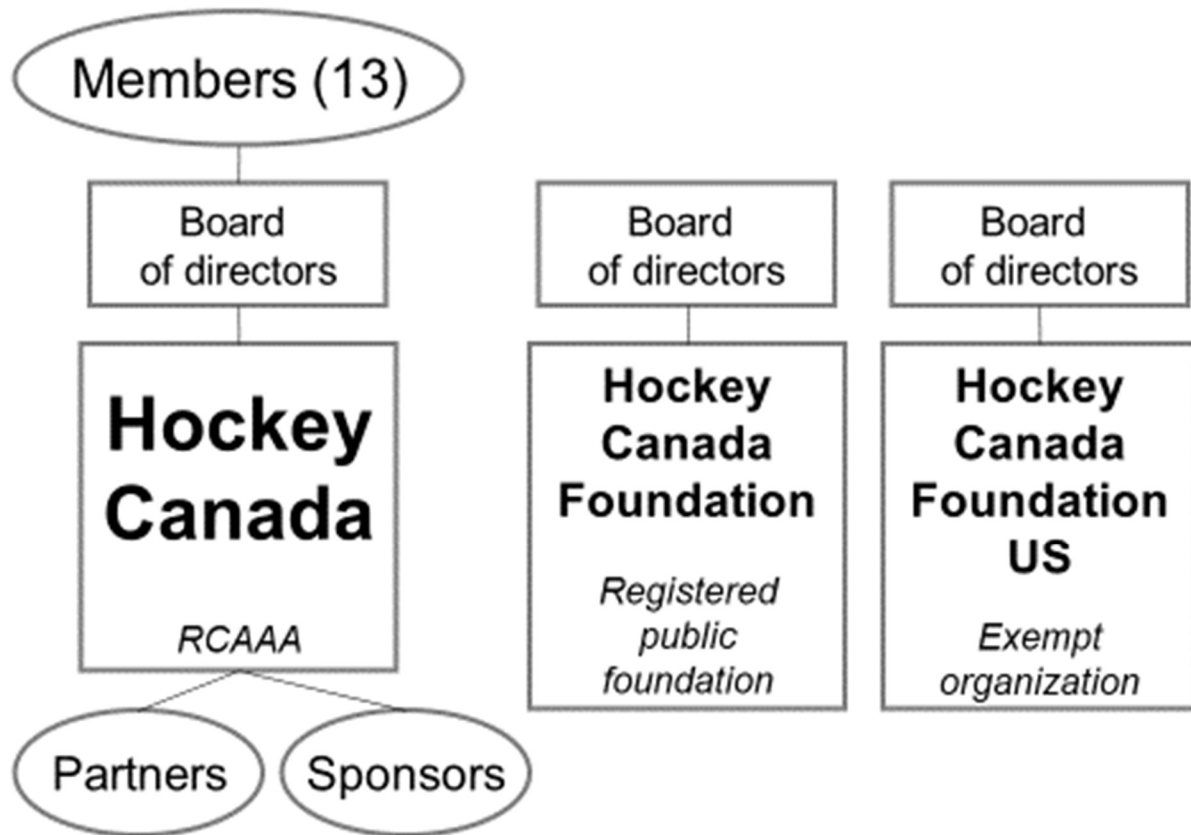 Members (13)
Board
of directors
Hockey
Canada
RCAAA
Partners
Sponsors
Board
of directors
Hockey
Canada
Foundation
Registered
public
foundation
Board
of directors
Hockey
Canada
Foundation
US
Exempt
organization